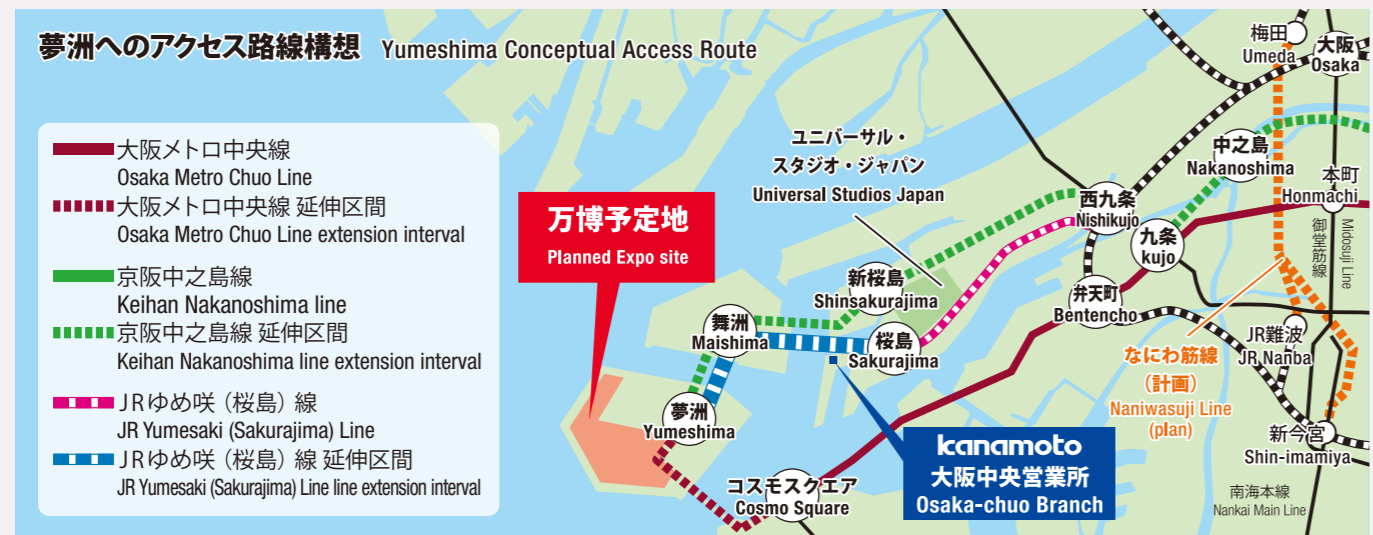 夢洲へのアクセス路線構想 Yumeshima Conceptual Access Route
大阪メトロ中央線
Osaka Metro Chuo Line
大阪メトロ中央線 延伸区間
Osaka Metro Chuo Line extension interval
京阪中之島線
Keihan Nakanoshima line
京阪中之島線 延伸区間
Keihan Nakanoshima line extension interval
JRゆめ咲（桜島）線
JR Yumesaki (Sakurajima) Line
JRゆめ咲（桜島）線 延伸区間
JR Yumesaki (Sakurajima) Line line extension interval
万博予定地
Planned Expo site
梅田
Umeda
大阪
Osaka
ユニバーサル・
スタジオ・ジャパン
Universal Studios Japan
中之島
Nakanoshima
本町
Honmachi
西九条
Nishikujo
九条
kujo
御堂筋線
Midosuji Line
新桜島
Shinsakurajima
弁天町
Bentencho
舞洲
Maishima
桜島
Sakurajima
JR難波
JR Nanba
なにわ筋線
（計画）
Naniwasuji Line
(plan)
夢洲
Yumeshima
新今宮
Shin-imamiya
kanamoto
大阪中央営業所
Osaka-chuo Branch
コスモスクエア
Cosmo Square
南海本線
Nankai Main Line